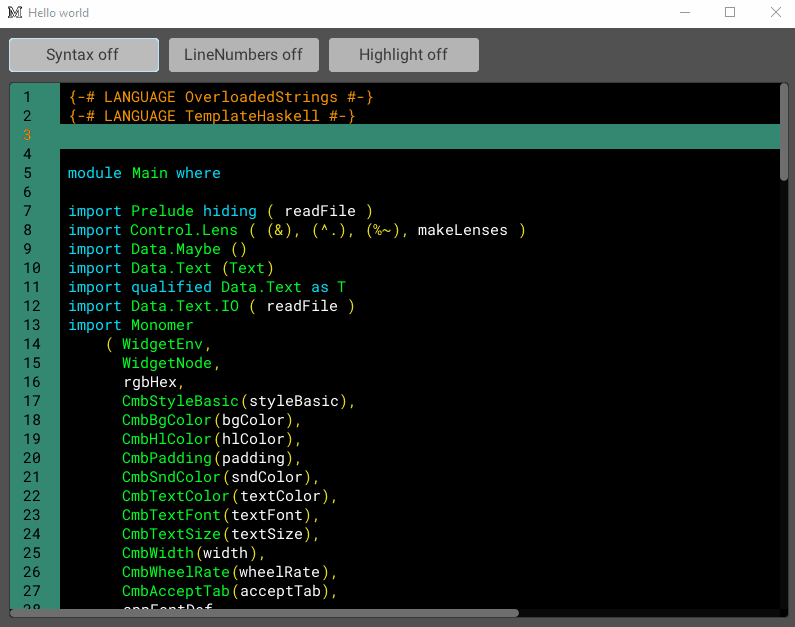 Hello world
Syntax off LineNumbers off Highlight off
1 {-# LANGUAGE OverloadedStrings #-}
2 {-# LANGUAGE TemplateHaskell #-}
3
4
5 module Main where
6
7 import Prelude hiding ( readFile )
8 import Control.Lens ( (&), (^.), (%~), makeLenses )
9 import Data.Maybe ()
10 import Data.Text (Text)
11 import qualified Data.Text as T
12 import Data.Text.IO ( readFile )
13 import Monomer
14 ( WidgetEnv,
15 WidgetNode,
16 rgbHex,
17 CmbStyleBasic(styleBasic),
18 CmbBgColor(bgColor),
19 CmbHlColor(hlColor),
20 CmbPadding(padding),
21 CmbSndColor(sndColor),
22 CmbTextColor(textColor),
23 CmbTextFont(textFont),
24 CmbTextSize(textSize),
25 CmbWidth(width),
26 CmbWheelRate(wheelRate),
27 CmbAcceptTab(acceptTab),
28 appFontDef